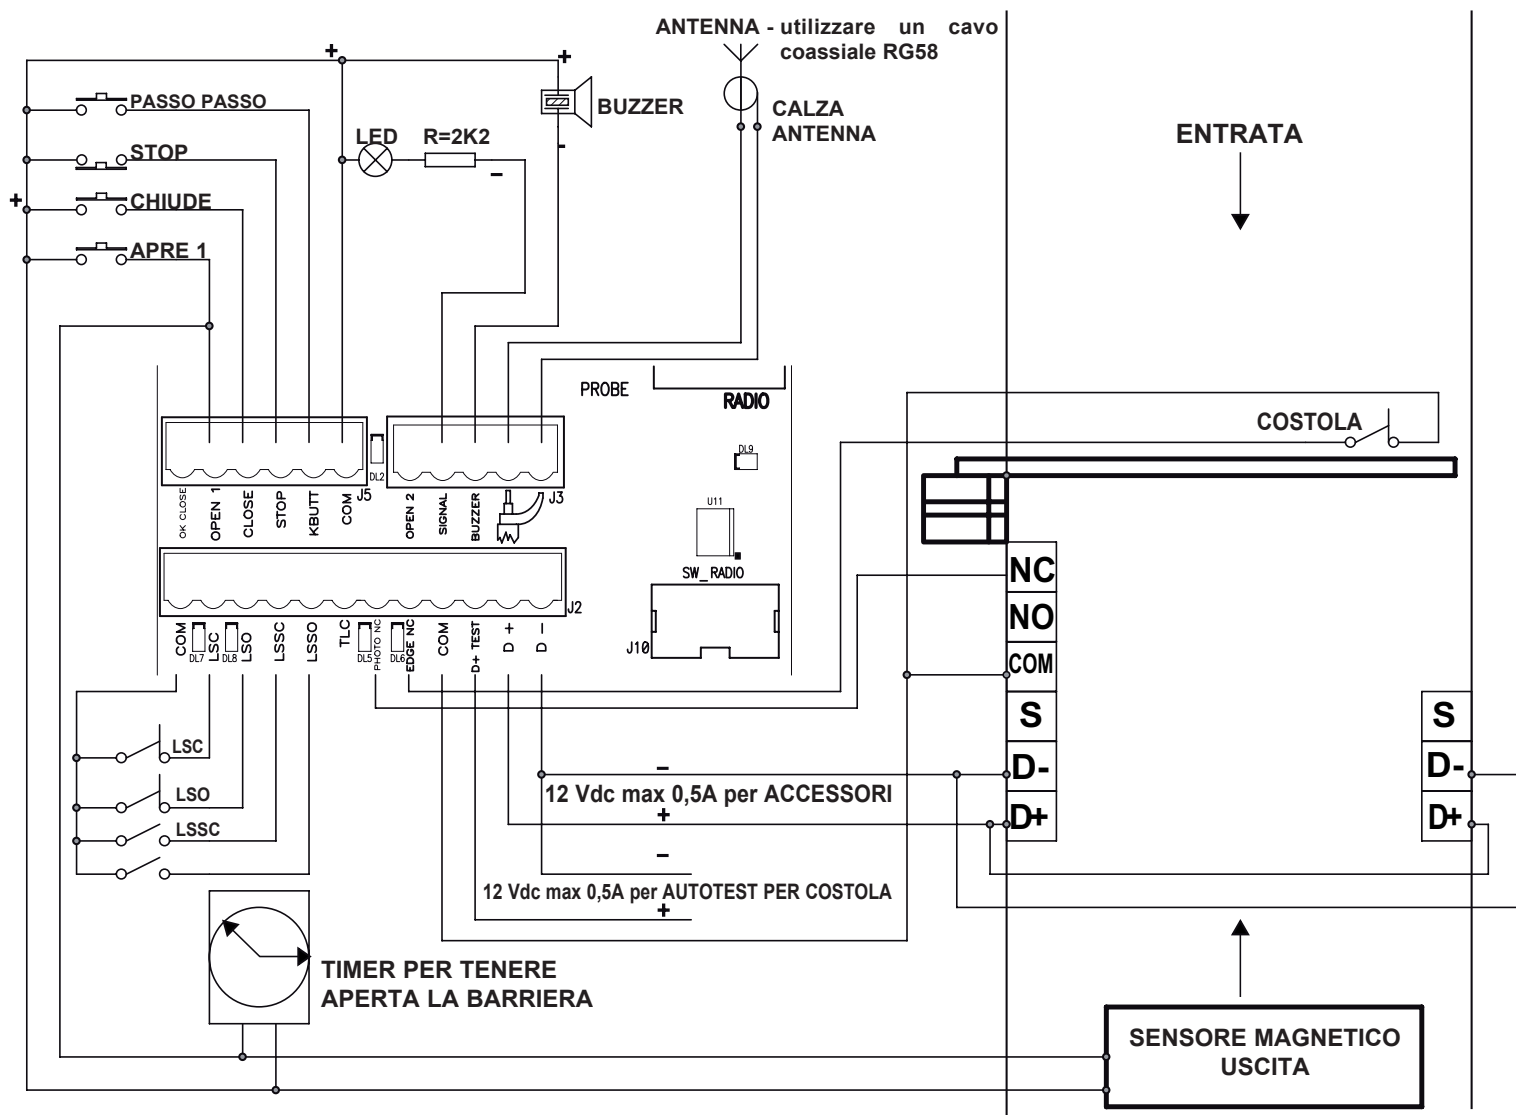 ANTENNA - utilizzare un cavo
coassiale RG58
+
+
PASSO PASSO
BUZZER
CALZA
ANTENNA
LED R=2K2
-
STOP
-
+
CHIUDE
APRE 1
ENTRATA
PROBE
RADIO
COSTOLA
DL9
DL2
J5
J3
OK CLOSE
OPEN 1
CLOSE
STOP
KBUTT
COM
OPEN 2
SIGNAL
BUZZER
U11
SW_RADIO
J10
J2
COM
DL7
LSC
DL8
LSO
LSSC
LSSO
TLC
DL5
PHOTO NC
DL6
EDGE NC
COM
D+ TEST
D +
D -
NC
NO
COM
S
D-
D+
S
D-
D+
LSC
LSO
LSSC
-
12 Vdc max 0,5A per ACCESSORI
+
-
12 Vdc max 0,5A per AUTOTEST PER COSTOLA
+
TIMER PER TENERE
APERTA LA BARRIERA
SENSORE MAGNETICO
USCITA